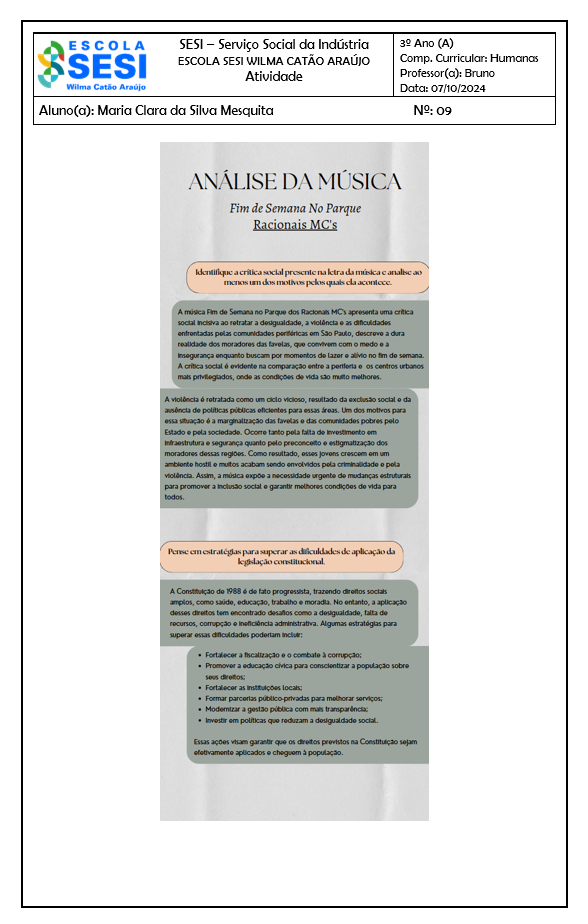 ESCOLA
SESI
Wilma Catão Araújo
SESI – Serviço Social da Indústria
ESCOLA SESI WILMA CATÃO ARAÚJO
Atividade
3º Ano (A)
Comp. Curricular: Humanas
Professor(a): Bruno
Data: 07/10/2024
Aluno(a): Maria Clara da Silva Mesquita
Nº: 09
ANÁLISE DA MÚSICA
Fim de Semana No Parque
Racionais MC's
Identifique a crítica social presente na letra da música e analise ao
menos um dos motivos pelos quais ela acontece.
A música Fim de Semana no Parque dos Racionais MC's apresenta uma crítica
social incisiva ao retratar a desigualdade, a violência e as dificuldades
enfrentadas pelas comunidades periféricas em São Paulo, descreve a dura
realidade dos moradores das favelas, que convivem com o medo e a
insegurança enquanto buscam por momentos de lazer e alívio no fim de semana.
A crítica social é evidente na comparação entre a periferia e os centros urbanos
mais privilegiados, onde as condições de vida são muito melhores.
A violência é retratada como um ciclo vicioso, resultado da exclusão social e da
ausência de políticas públicas eficientes para essas áreas. Um dos motivos para
essa situação é a marginalização das favelas e das comunidades pobres pelo
Estado e pela sociedade. Ocorre tanto pela falta de investimento em
infraestrutura e segurança quanto pelo preconceito e estigmatização dos
moradores dessas regiões. Como resultado, esses jovens crescem em um
ambiente hostil e muitos acabam sendo envolvidos pela criminalidade e pela
violência. Assim, a música expõe a necessidade urgente de mudanças estruturais
para promover a inclusão social e garantir melhores condições de vida para
todos.
Pense em estratégias para superar as dificuldades de aplicação da
legislação constitucional.
A Constituição de 1988 é de fato progressista, trazendo direitos sociais
amplos, como saúde, educação, trabalho e moradia. No entanto, a aplicação
desses direitos tem encontrado desafios como a desigualdade, falta de
recursos, corrupção e ineficiência administrativa. Algumas estratégias para
superar essas dificuldades poderiam incluir:
• Fortalecer a fiscalização e o combate à corrupção;
• Promover a educação cívica para conscientizar a população sobre
seus direitos;
• Fortalecer as instituições locais;
• Formar parcerias público-privadas para melhorar serviços;
• Modernizar a gestão pública com mais transparência;
• Investir em políticas que reduzam a desigualdade social.
Essas ações visam garantir que os direitos previstos na Constituição sejam
efetivamente aplicados e cheguem à população.